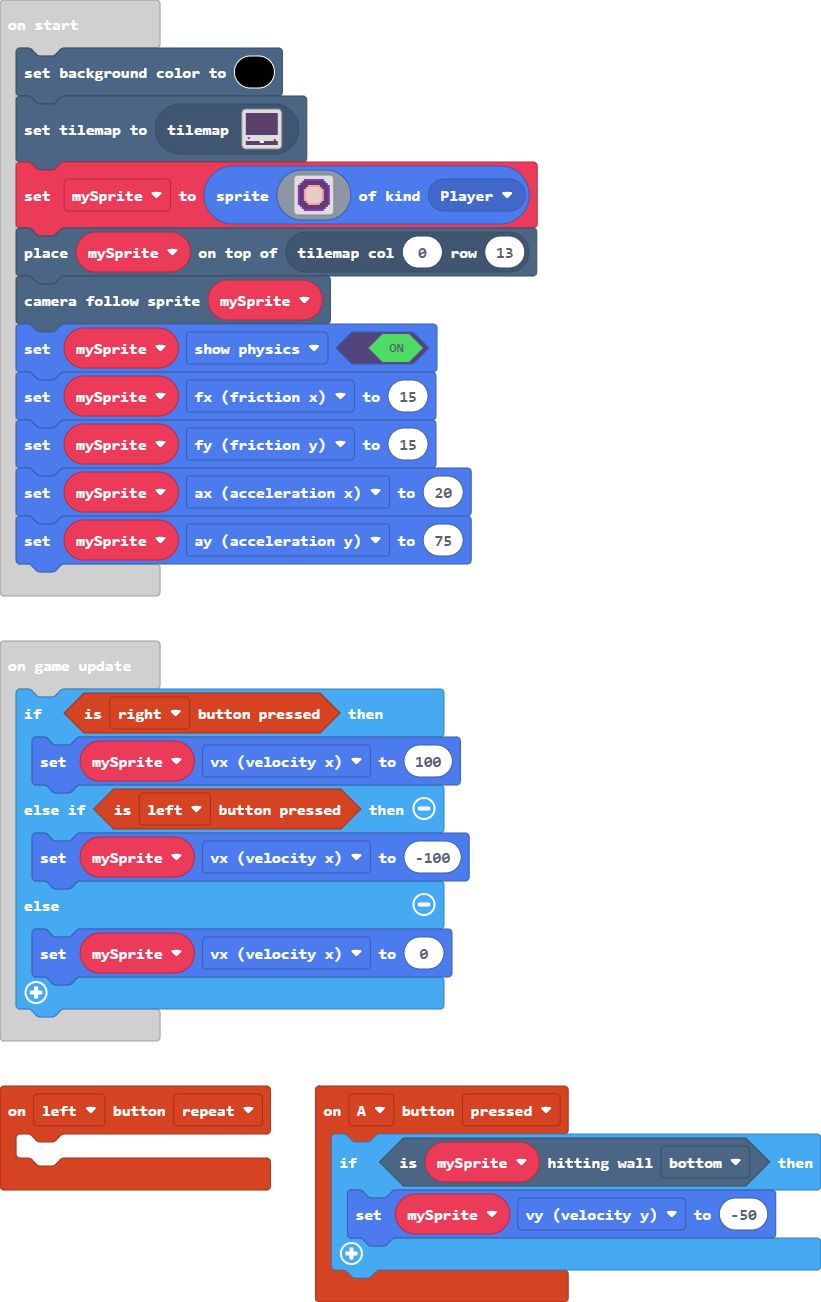 on start
set background color to
set tilemap to tilemap
set mySprite to sprite of kind Player
place mySprite on top of tilemap col 0 row 13
camera follow sprite mySprite
set mySprite show physics ON
set mySprite fx (friction x) to 15
set mySprite fy (friction y) to 15
set mySprite ax (acceleration x) to 20
set mySprite ay (acceleration y) to 75
on game update
if is right button pressed then
set mySprite vx (velocity x) to 100
else if is left button pressed then
set mySprite vx (velocity x) to -100
else
set mySprite vx (velocity x) to 0
on left button repeat
on A button pressed
if is mySprite hitting wall bottom then
set mySprite vy (velocity y) to -50